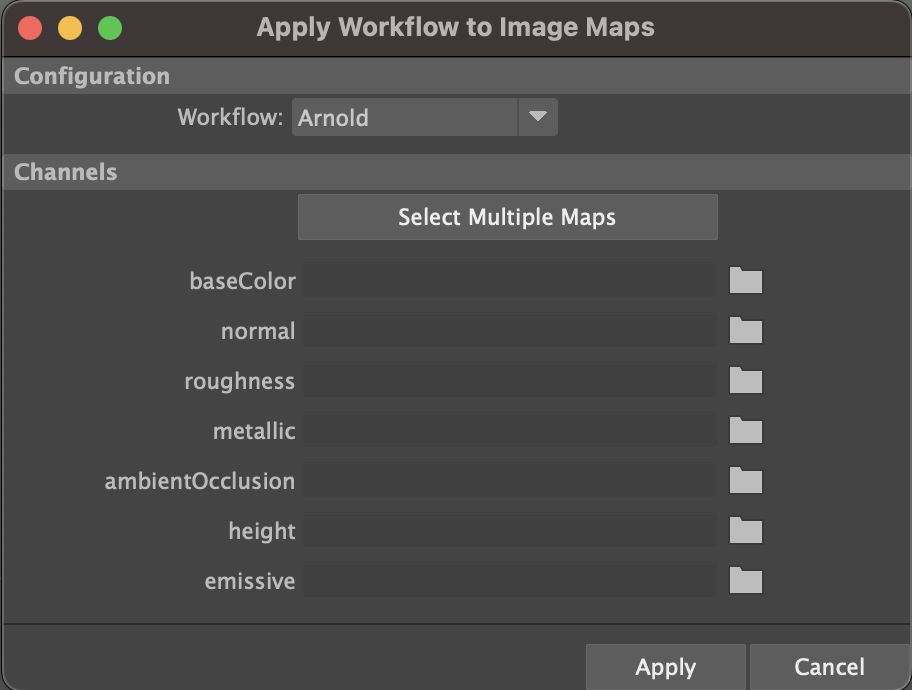 Apply Workflow to Image Maps
Configuration
Workflow: Arnold
Channels
Select Multiple Maps
baseColor
normal
roughness
metallic
ambientOcclusion
height
emissive
Apply Cancel